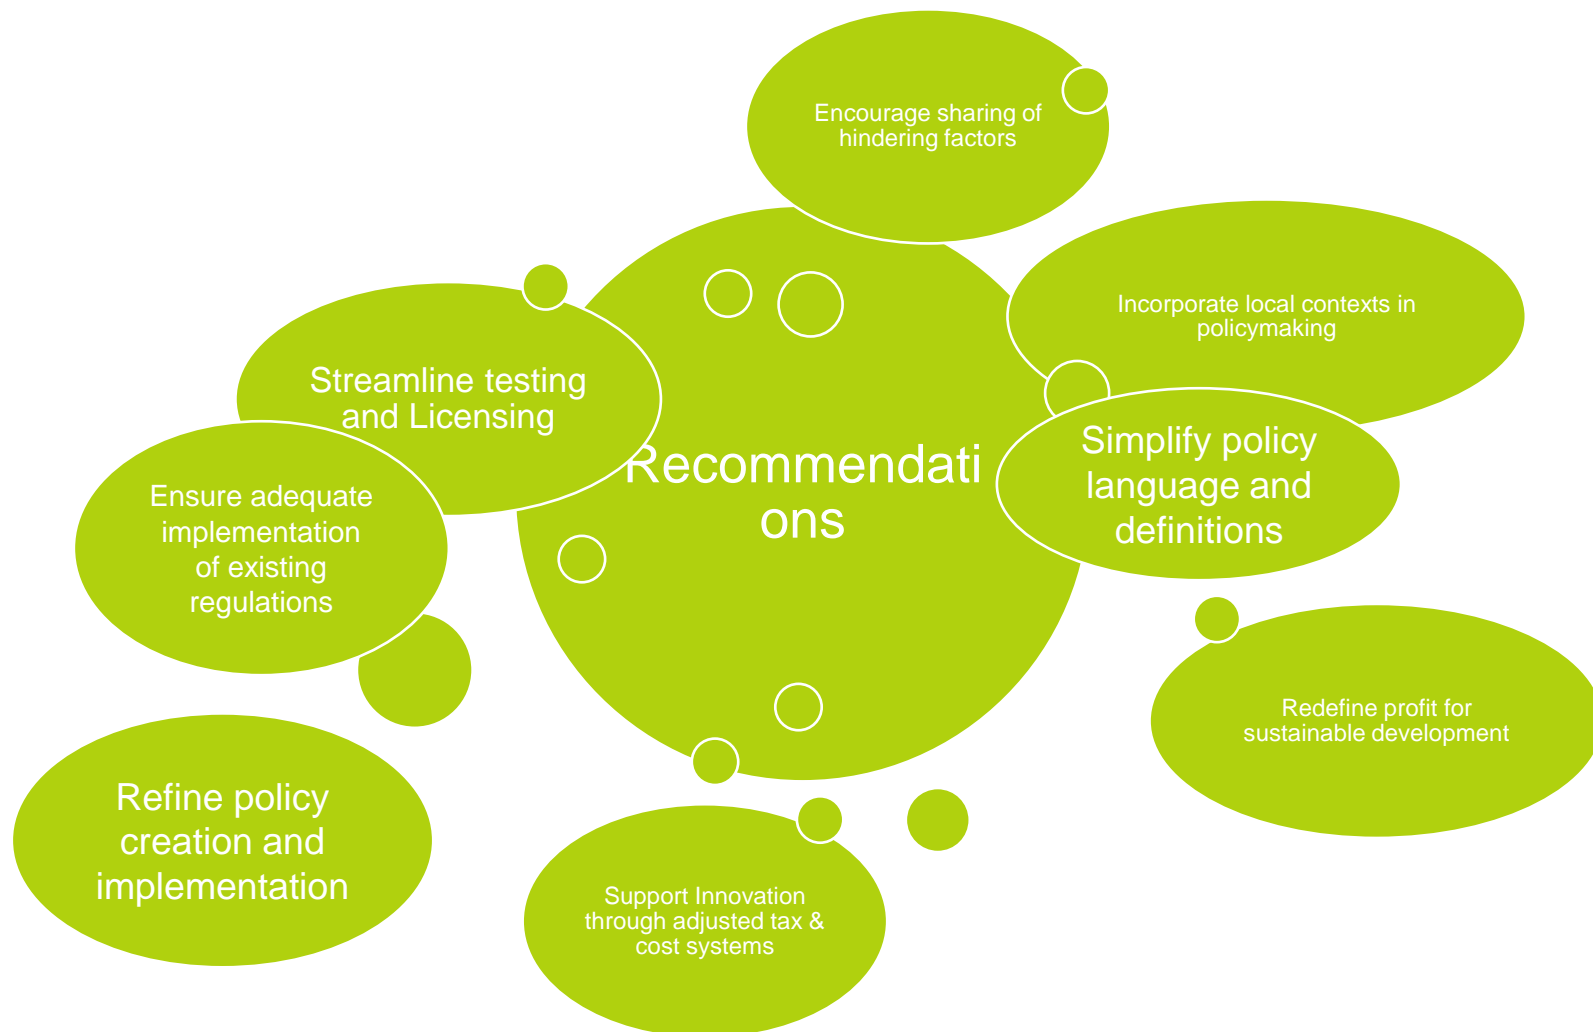 Encourage sharing of
hindering factors
Incorporate local contexts in
policymaking
Streamline testing
and Licensing
Recommendati
ons
Simplify policy
language and
definitions
Ensure adequate
implementation
of existing
regulations
Redefine profit for
sustainable development
Refine policy
creation and
implementation
Support Innovation
through adjusted tax &
cost systems